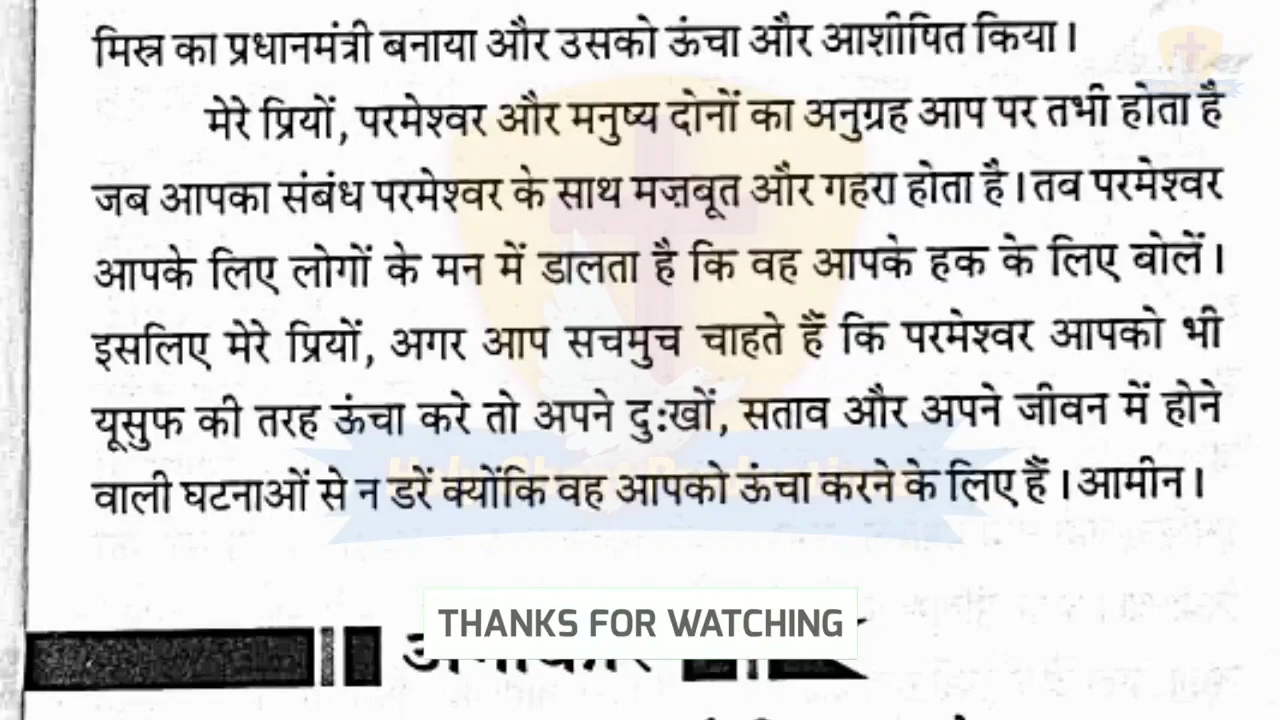 मिस्र का प्रधानमंत्री बनाया और उसको ऊंचा और आशीषित किया।
मेरे प्रियों, परमेश्वर और मनुष्य दोनों का अनुग्रह आप पर तभी होता है
जब आपका संबंध परमेश्वर के साथ मज़बूत और गहरा होता है। तब परमेश्वर
आपके लिए लोगों के मन में डालता है कि वह आपके हक के लिए बोलें।
इसलिए मेरे प्रियों, अगर आप सचमुच चाहते हैं कि परमेश्वर आपको भी
यूसुफ की तरह ऊंचा करे तो अपने दुःखों, सताव और अपने जीवन में होने
वाली घटनाओं से न डरें क्योंकि वह आपको ऊंचा करने के लिए हैं। आमीन।
THANKS FOR WATCHING